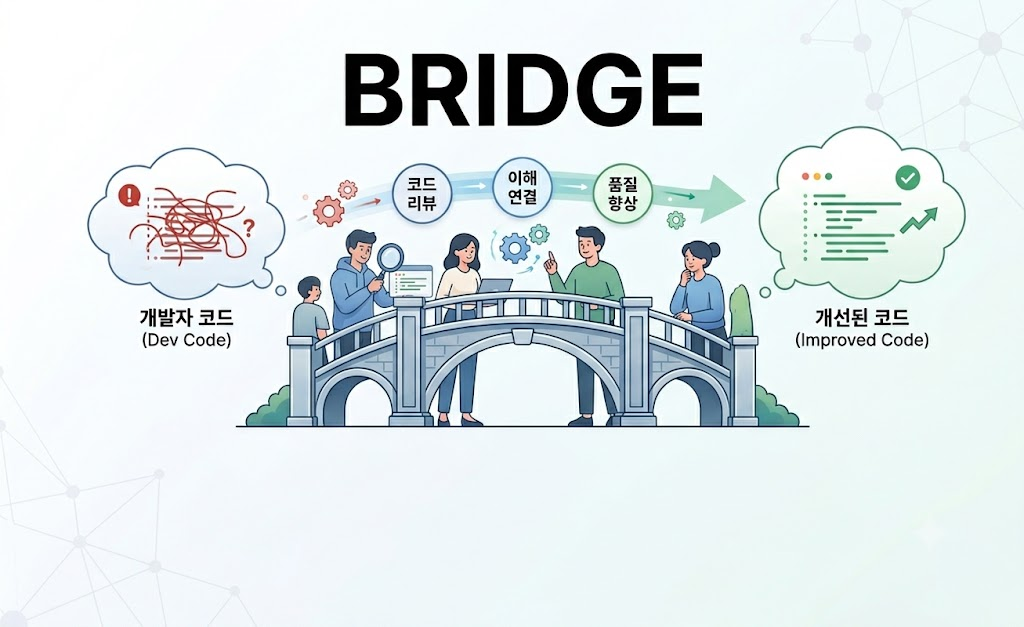 BRIDGE
코드
리뷰
이해
연결
품질
향상
!
?
개발자 코드
(Dev Code)
개선된 코드
(Improved Code)